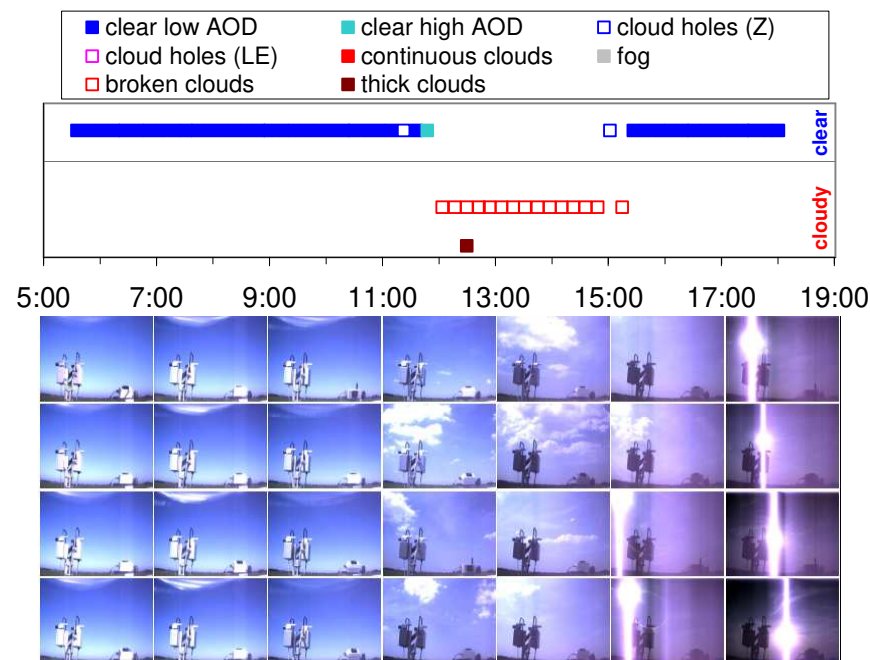 clear low AOD clear high AOD cloud holes (Z)
cloud holes (LE) continuous clouds fog
broken clouds thick clouds
clear
cloudy
5:00 7:00 9:00 11:00 13:00 15:00 17:00 19:00